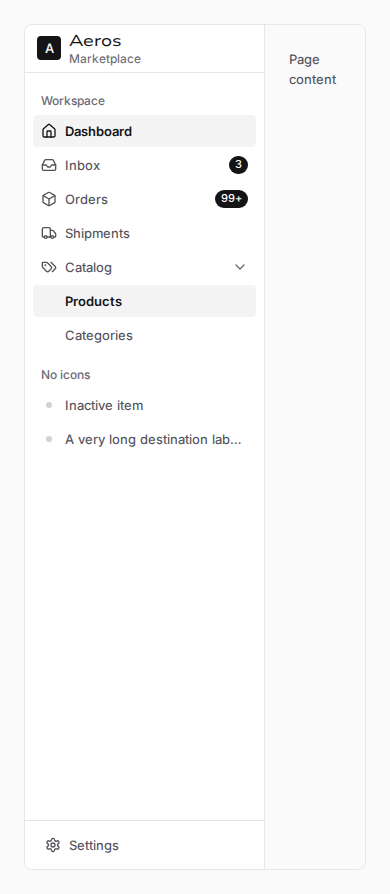 A
Aeros
Marketplace
Workspace
Dashboard
Inbox
3
Orders
99+
Shipments
Catalog
Products
Categories
No icons
Inactive item
A very long destination lab...
Settings
Page
content